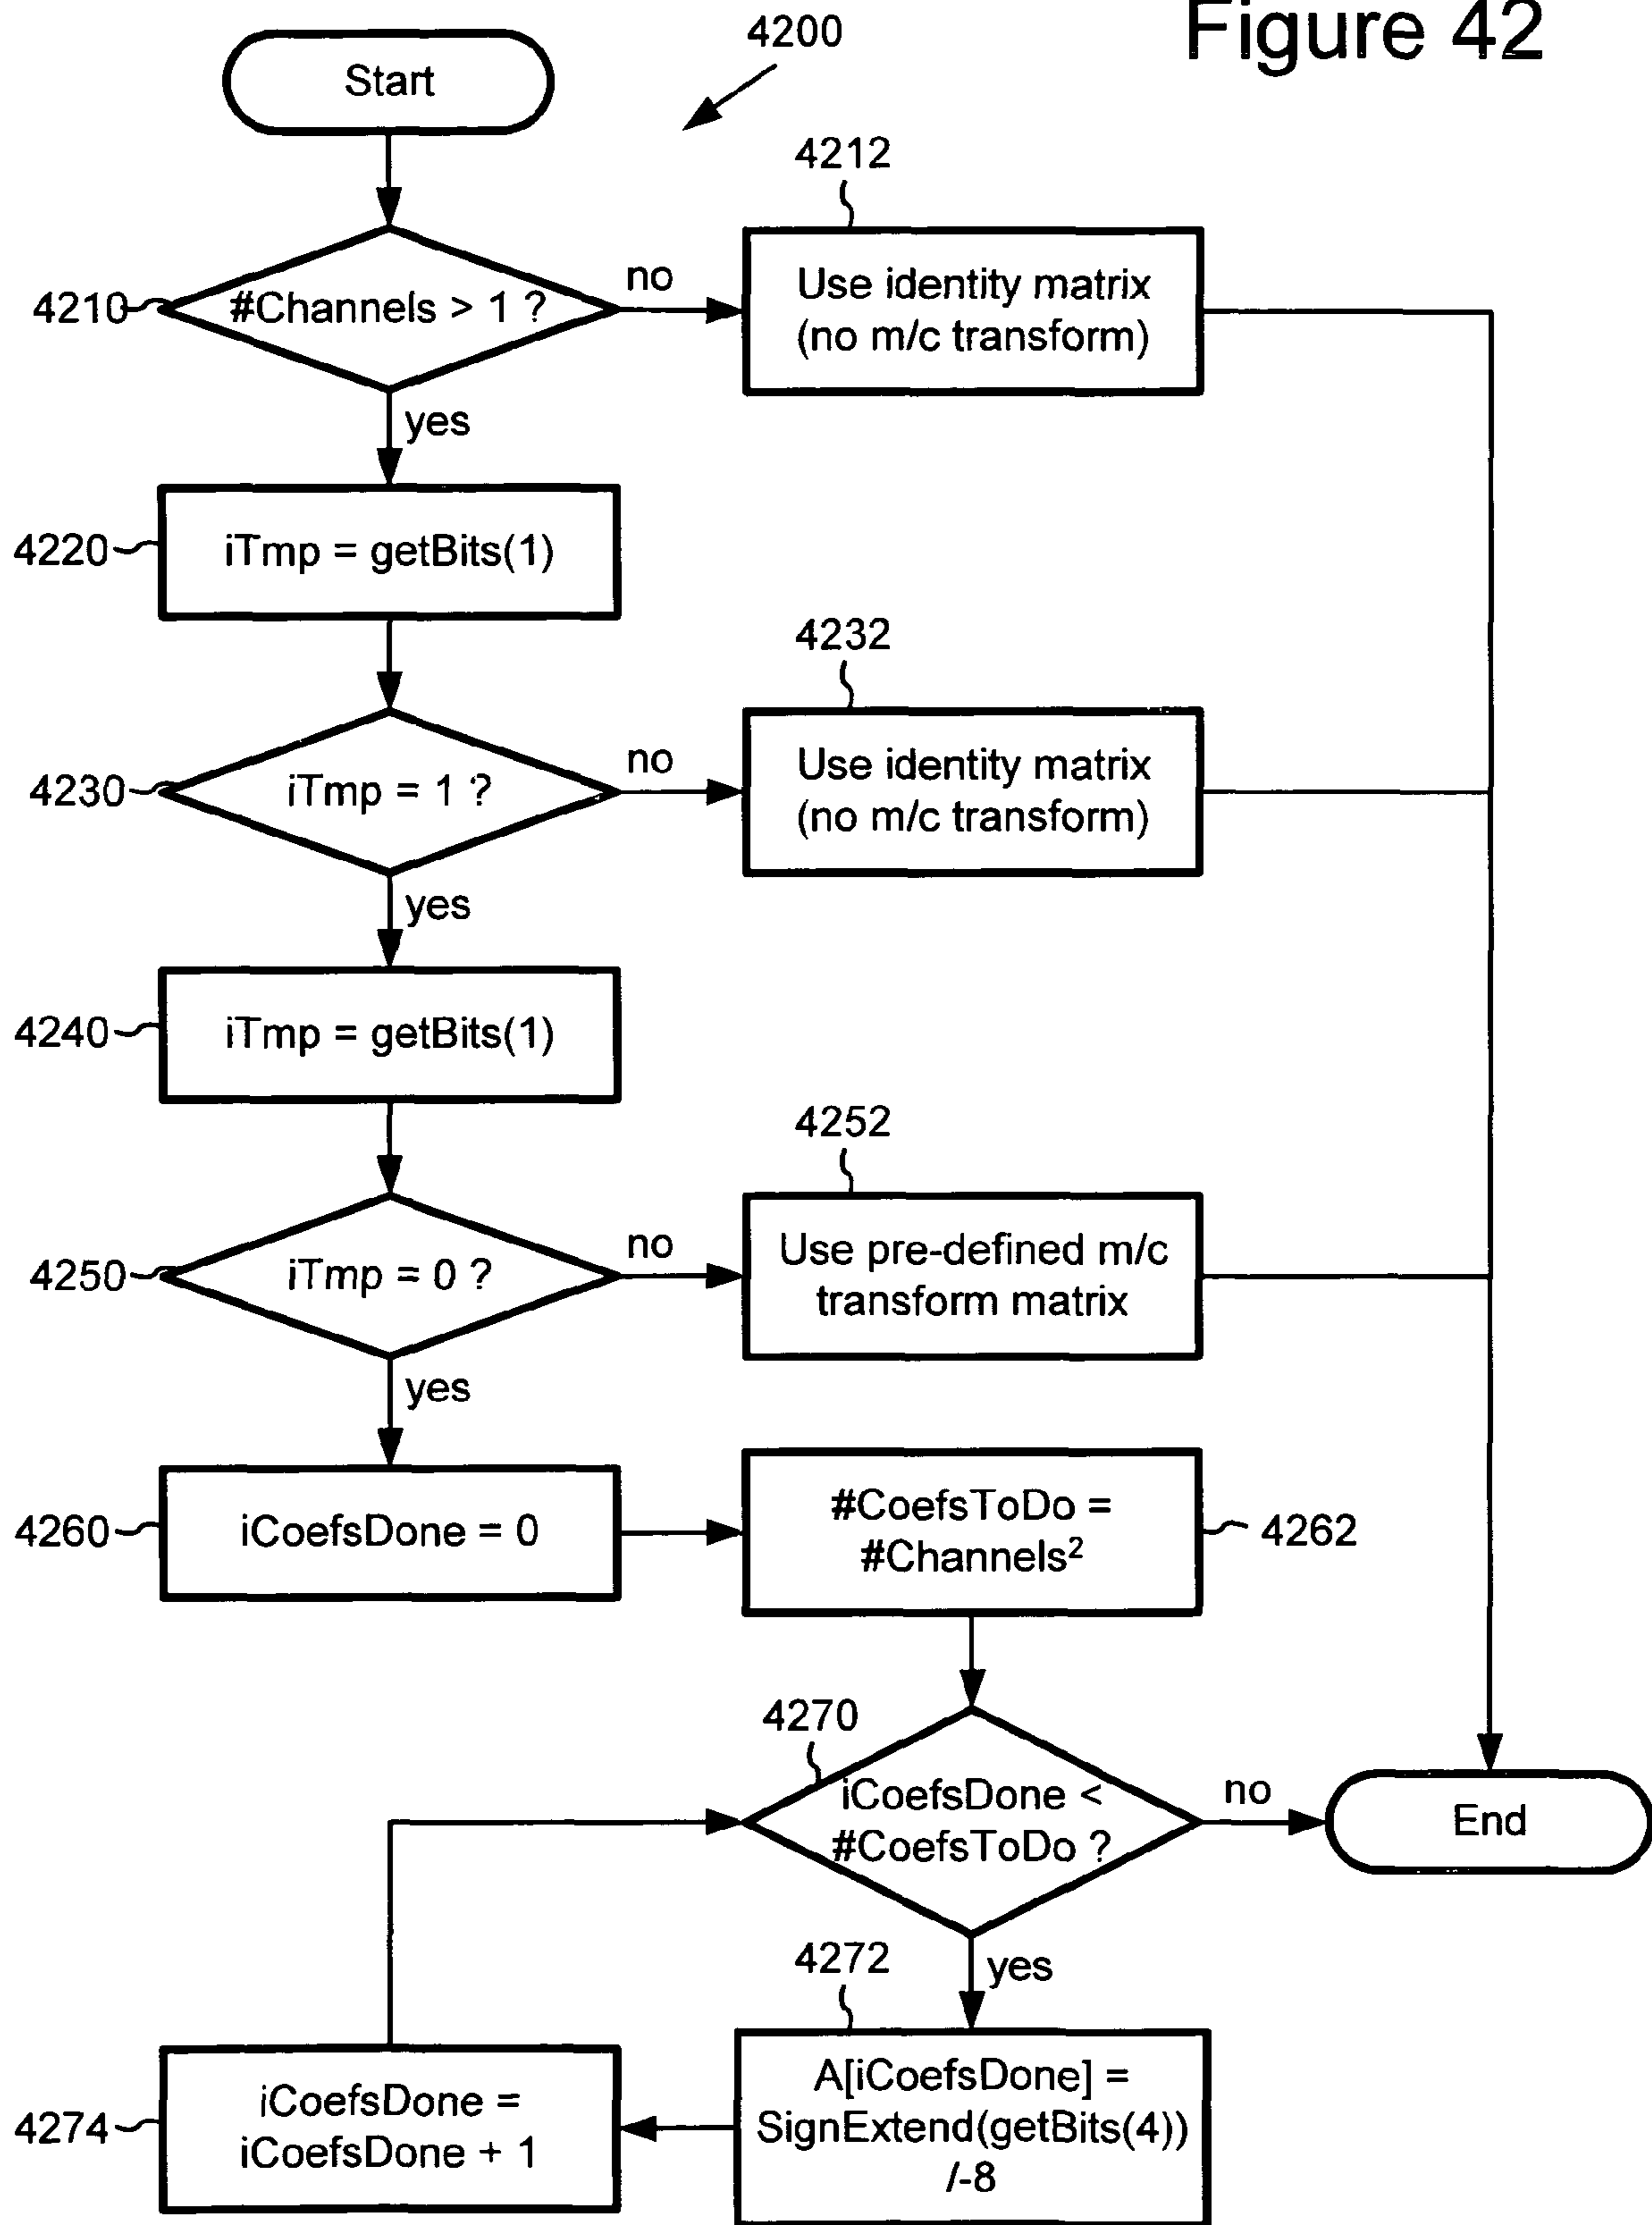 Figure 42
4200
Start
4212
4210
#Channels > 1 ?
no
Use identity matrix
(no m/c transform)
yes
4220
iTmp = getBits(1)
4232
4230
iTmp = 1 ?
no
Use identity matrix
(no m/c transform)
yes
4240
iTmp = getBits(1)
4252
4250
iTmp = 0 ?
no
Use pre-defined m/c
transform matrix
yes
4260
iCoefsDone = 0
#CoefsToDo =
#Channels²
4262
4270
iCoefsDone <
#CoefsToDo ?
no
End
yes
4272
A[iCoefsDone] =
SignExtend(getBits(4))
/-8
4274
iCoefsDone =
iCoefsDone + 1